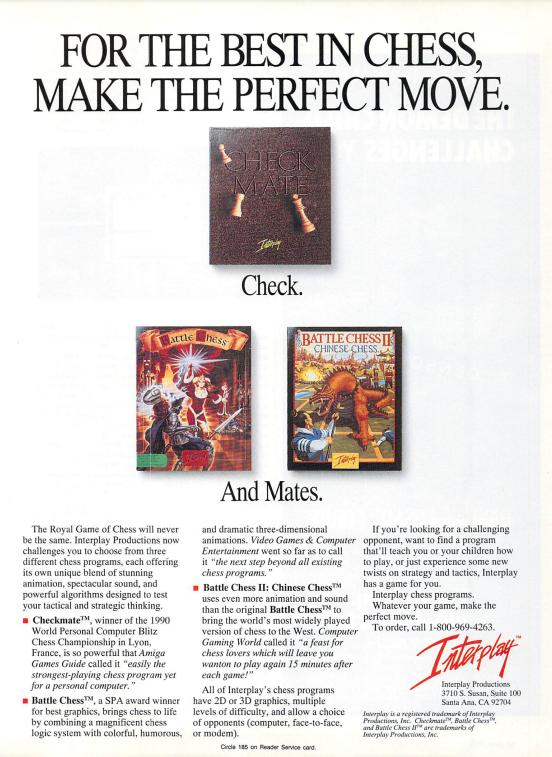 FOR THE BEST IN CHESS,
MAKE THE PERFECT MOVE.
CHECK
MATE
Interplay
Check.
Battle Chess
BATTLE CHESS II
CHINESE CHESS
Interplay
And Mates.
The Royal Game of Chess will never
be the same. Interplay Productions now
challenges you to choose from three
different chess programs, each offering
its own unique blend of stunning
animation, spectacular sound, and
powerful algorithms designed to test
your tactical and strategic thinking.
■ Checkmate™, winner of the 1990
World Personal Computer Blitz
Chess Championship in Lyon,
France, is so powerful that Amiga
Games Guide called it "easily the
strongest-playing chess program yet
for a personal computer."
■ Battle Chess™, a SPA award winner
for best graphics, brings chess to life
by combining a magnificent chess
logic system with colorful, humorous,
and dramatic three-dimensional
animations. Video Games & Computer
Entertainment went so far as to call
it "the next step beyond all existing
chess programs."
■ Battle Chess II: Chinese Chess™
uses even more animation and sound
than the original Battle Chess™ to
bring the world's most widely played
version of chess to the West. Computer
Gaming World called it "a feast for
chess lovers which will leave you
wanton to play again 15 minutes after
each game!"
All of Interplay's chess programs
have 2D or 3D graphics, multiple
levels of difficulty, and allow a choice
of opponents (computer, face-to-face,
or modem).
If you're looking for a challenging
opponent, want to find a program
that'll teach you or your children how
to play, or just experience some new
twists on strategy and tactics, Interplay
has a game for you.
Interplay chess programs.
Whatever your game, make the
perfect move.
To order, call 1-800-969-4263.
Interplay™
Interplay Productions
3710 S. Susan, Suite 100
Santa Ana, CA 92704
Interplay is a registered trademark of Interplay
Productions, Inc. Checkmate™, Battle Chess™,
and Battle Chess II™ are trademarks of
Interplay Productions, Inc.
Circle 185 on Reader Service card.